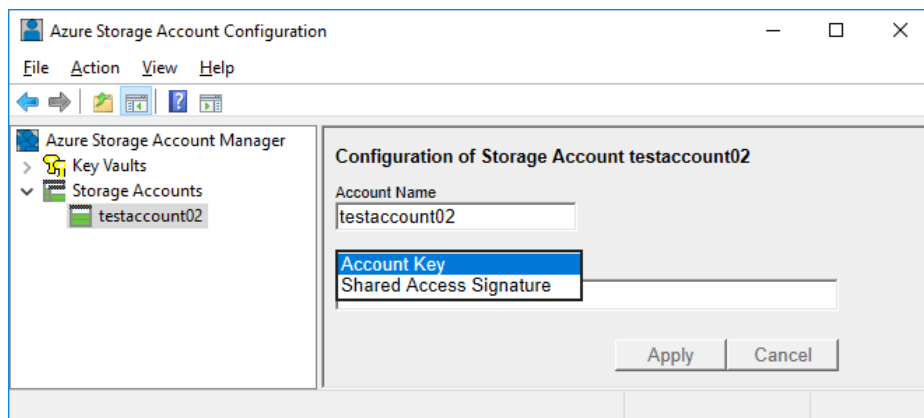 Azure Storage Account Configuration
File Action View Help
Azure Storage Account Manager
Key Vaults
Storage Accounts
testaccount02
Configuration of Storage Account testaccount02
Account Name
testaccount02
Account Key
Shared Access Signature
Apply Cancel